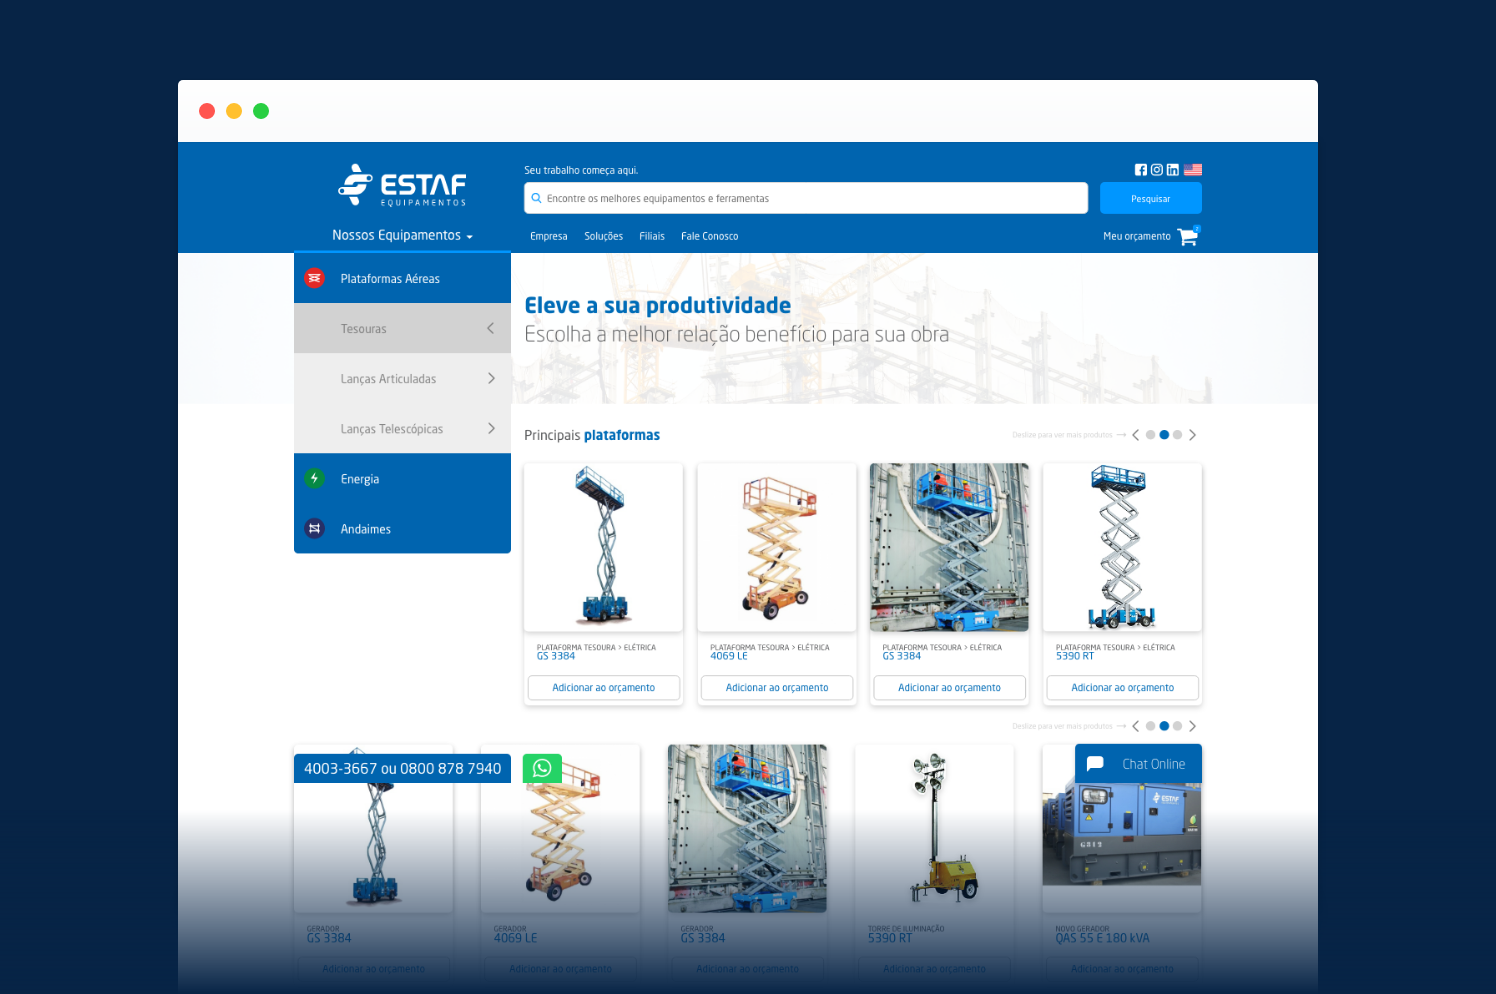 ESTAF
EQUIPAMENTOS
Seu trabalho começa aqui.
Encontre os melhores equipamentos e ferramentas
Pesquisar
Nossos Equipamentos
Empresa Soluções Filiais Fale Conosco
Meu orçamento
Plataformas Aéreas
Tesouras
Lanças Articuladas
Lanças Telescópicas
Energia
Andaimes
Eleve a sua produtividade
Escolha a melhor relação benefício para sua obra
Principais plataformas
Deslize para ver mais produtos
PLATAFORMA TESOURA > ELÉTRICA
GS 3384
Adicionar ao orçamento
PLATAFORMA TESOURA > ELÉTRICA
4069 LE
Adicionar ao orçamento
PLATAFORMA TESOURA > ELÉTRICA
GS 3384
Adicionar ao orçamento
PLATAFORMA TESOURA > ELÉTRICA
5390 RT
Adicionar ao orçamento
Deslize para ver mais produtos
4003-3667 ou 0800 878 7940
Chat Online
ESTAF
G819
GERADOR
GS 3384
Adicionar ao orçamento
GERADOR
4069 LE
Adicionar ao orçamento
GERADOR
GS 3384
Adicionar ao orçamento
TORRE DE ILUMINAÇÃO
5390 RT
Adicionar ao orçamento
NOVO GERADOR
QAS 55 E 180 kVA
Adicionar ao orçamento